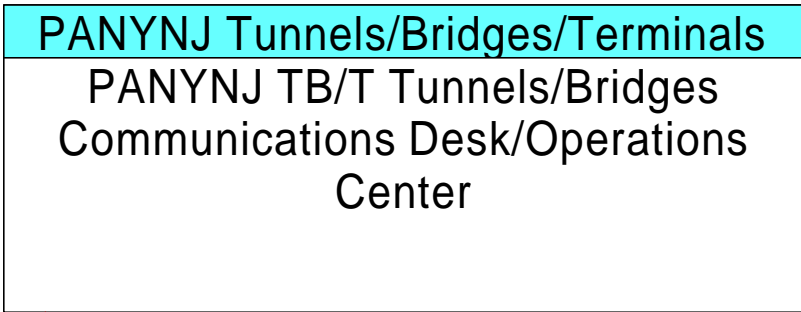 PANYNJ Tunnels/Bridges/Terminals
PANYNJ TB/T Tunnels/Bridges
Communications Desk/Operations
Center